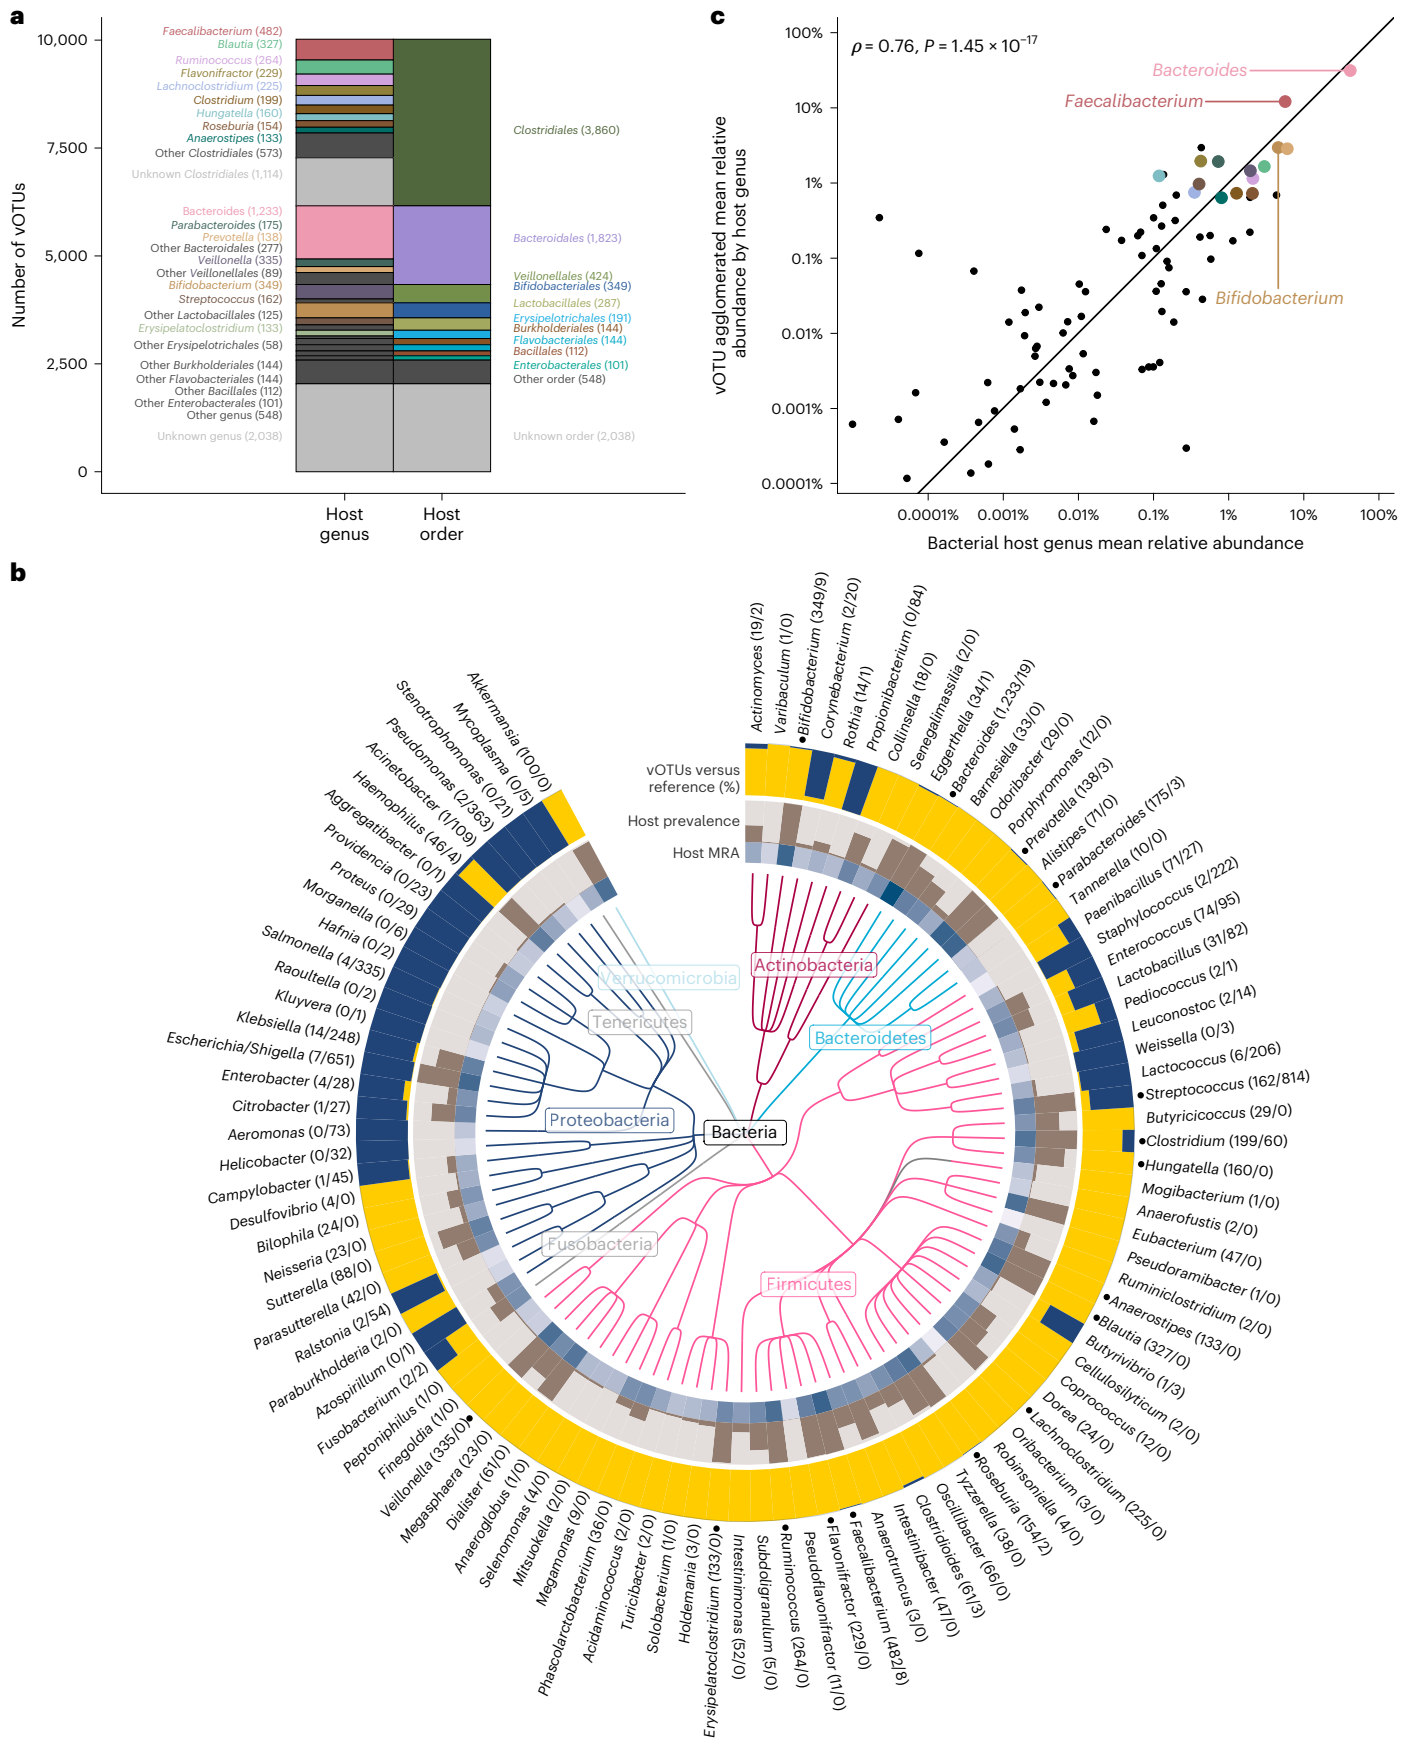 a
Number of vOTUs
10,000
7,500
5,000
2,500
0
Faecalibacterium (482)
Blautia (327)
Ruminococcus (264)
Flavonifractor (229)
Lachnoclostridium (225)
Clostridium (199)
Hungatella (160)
Roseburia (154)
Anaerostipes (133)
Other Clostridiales (573)
Unknown Clostridiales (1,114)
Bacteroides (1,233)
Parabacteroides (175)
Prevotella (138)
Other Bacteroidales (277)
Veillonella (335)
Other Veillonellales (89)
Bifidobacterium (349)
Streptococcus (162)
Other Lactobacillales (125)
Erysipelatoclostridium (133)
Other Erysipelotrichales (58)
Other Burkholderiales (144)
Other Flavobacteriales (144)
Other Bacillales (112)
Other Enterobacterales (101)
Other genus (548)
Unknown genus (2,038)
Clostridiales (3,860)
Bacteroidales (1,823)
Veillonellales (424)
Bifidobacteriales (349)
Lactobacillales (287)
Erysipelotrichales (191)
Burkholderiales (144)
Flavobacteriales (144)
Bacillales (112)
Enterobacterales (101)
Other order (548)
Unknown order (2,038)
Host
genus
Host
order
c
vOTU agglomerated mean relative
abundance by host genus
100%
10%
1%
0.1%
0.01%
0.001%
0.0001%
ρ = 0.76, P = 1.45 × 10⁻¹⁷
Bacteroides
Faecalibacterium
Bifidobacterium
0.0001%
0.001%
0.01%
0.1%
1%
10%
100%
Bacterial host genus mean relative abundance
b
vOTUs versus
reference (%)
Host prevalence
Host MRA
Actinomyces (19/2)
Varibaculum (1/0)
Bifidobacterium (349/9)
Corynebacterium (2/20)
Rothia (14/1)
Propionibacterium (0/84)
Collinsella (18/0)
Senegalimassilia (2/0)
Eggerthella (34/1)
Bacteroides (1,233/19)
Barnesiella (33/0)
Odoribacter (29/0)
Porphyromonas (12/0)
Prevotella (138/3)
Alistipes (71/0)
Parabacteroides (175/3)
Tannerella (10/0)
Paenibacillus (71/27)
Staphylococcus (2/222)
Enterococcus (74/95)
Lactobacillus (31/82)
Pediococcus (2/1)
Leuconostoc (2/14)
Weissella (0/3)
Lactococcus (6/206)
Streptococcus (162/814)
Butyricicoccus (29/0)
Clostridium (199/60)
Hungatella (160/0)
Mogibacterium (1/0)
Anaerofustis (2/0)
Eubacterium (47/0)
Pseudoramibacter (1/0)
Ruminiclostridium (2/0)
Anaerostipes (133/0)
Blautia (327/0)
Butyrivibrio (1/3)
Cellulosilyticum (2/0)
Coprococcus (12/0)
Dorea (24/0)
Lachnoclostridium (225/0)
Oribacterium (3/0)
Robinsoniella (4/0)
Roseburia (154/2)
Tyzzerella (38/0)
Oscillibacter (66/0)
Clostridioides (61/3)
Intestinibacter (47/0)
Anaerotruncus (3/0)
Faecalibacterium (482/8)
Flavonifractor (229/0)
Pseudoflavonifractor (11/0)
Ruminococcus (264/0)
Subdoligranulum (5/0)
Intestinimonas (52/0)
Erysipelatoclostridium (133/0)
Holdemania (3/0)
Solobacterium (1/0)
Turicibacter (2/0)
Acidaminococcus (2/0)
Phascolarctobacterium (36/0)
Megamonas (9/0)
Mitsuokella (2/0)
Selenomonas (4/0)
Anaeroglobus (1/0)
Dialister (61/0)
Megasphaera (23/0)
Veillonella (335/0)
Finegoldia (1/0)
Peptoniphilus (1/0)
Fusobacterium (2/2)
Azospirillum (0/1)
Paraburkholderia (2/0)
Ralstonia (2/54)
Parasutterella (42/0)
Sutterella (88/0)
Neisseria (23/0)
Bilophila (24/0)
Desulfovibrio (4/0)
Campylobacter (1/45)
Helicobacter (0/32)
Aeromonas (0/73)
Citrobacter (1/27)
Enterobacter (4/28)
Escherichia/Shigella (7/651)
Klebsiella (14/248)
Kluyvera (0/1)
Raoultella (0/2)
Salmonella (4/335)
Hafnia (0/2)
Morganella (0/6)
Proteus (0/29)
Providencia (0/23)
Aggregatibacter (0/1)
Haemophilus (46/4)
Acinetobacter (1/109)
Pseudomonas (2/363)
Stenotrophomonas (0/21)
Mycoplasma (0/5)
Akkermansia (100/0)
Verrucomicrobia
Tenericutes
Actinobacteria
Bacteroidetes
Proteobacteria
Bacteria
Fusobacteria
Firmicutes